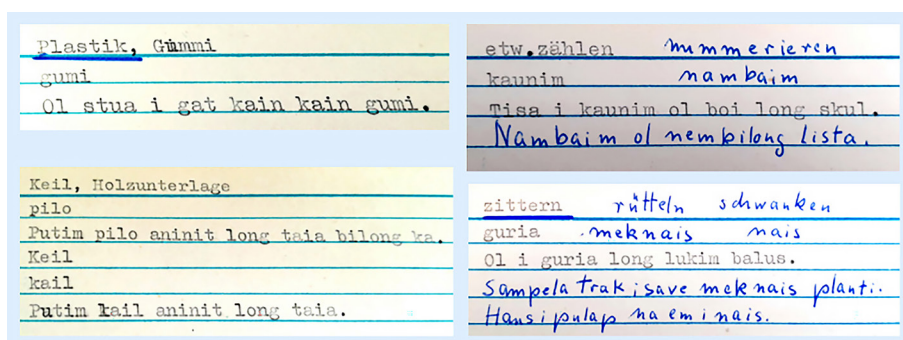 Plastik, Gummi
gumi
Ol stua i gat kain kain gumi.
etw.zählen nummerieren
kaunim nambaim
Tisa i kaunim ol boi long skul.
Nambaim ol nembilong lista.
Keil, Holzunterlage
pilo
Putim pilo aninit long taia bilong ka.
Keil
kail
Putim kail aninit long taia.
zittern rütteln schwanken
guria meknais nais
Ol i guria long lukim balus.
Sampela trak i save meknais planti.
Haus i pulap na em i nais.